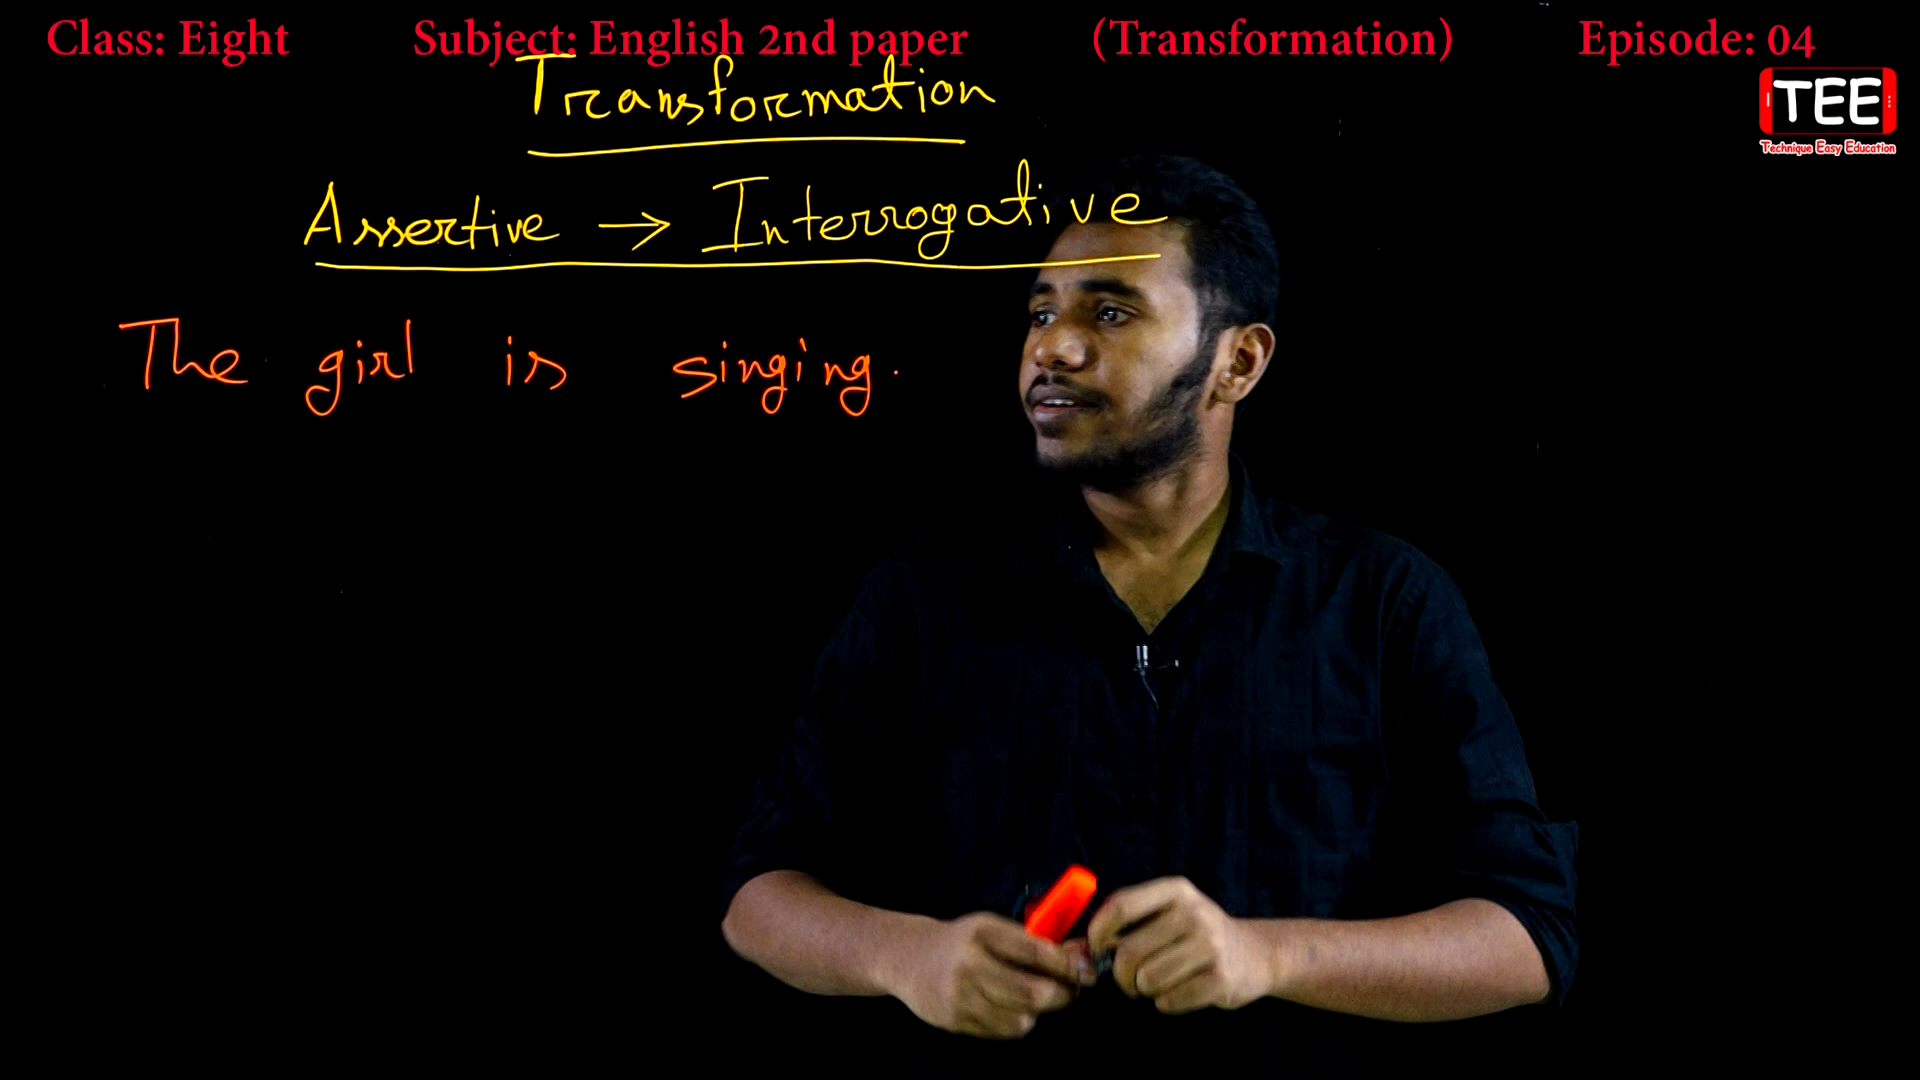 Class: Eight Subject: English 2nd paper (Transformation) Episode: 04
TEE
Technique Easy Education
Transformation
Assertive → Interrogative
The girl is singing.